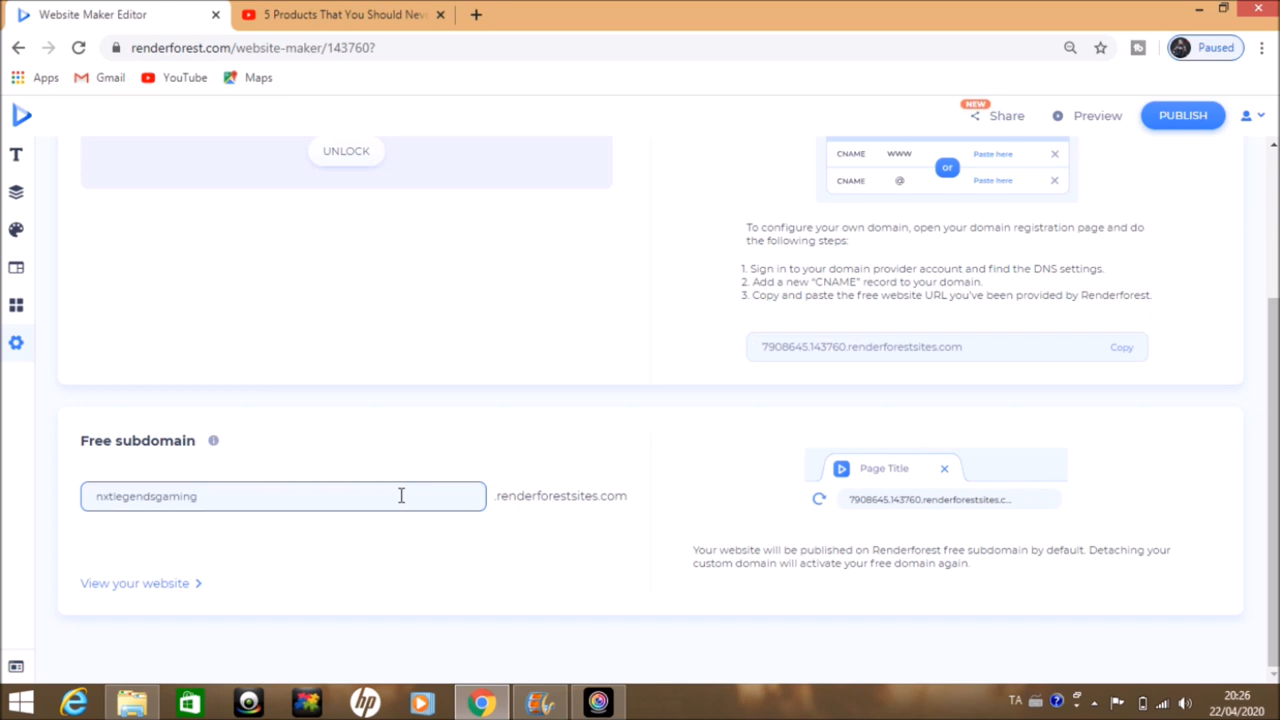 Website Maker Editor
5 Products That You Should Nev
renderforest.com/website-maker/143760?
Paused
Apps
Gmail
YouTube
Maps
NEW
Share
Preview
PUBLISH
UNLOCK
CNAME WWW Paste here
or
CNAME @ Paste here
To configure your own domain, open your domain registration page and do
the following steps:
1. Sign in to your domain provider account and find the DNS settings.
2. Add a new “CNAME” record to your domain.
3. Copy and paste the free website URL you’ve been provided by Renderforest.
7908645.143760.renderforestsites.com
Copy
Free subdomain
nxtlegendsgaming
.renderforestsites.com
View your website
Page Title
7908645.143760.renderforestsites.c...
Your website will be published on Renderforest free subdomain by default. Detaching your
custom domain will activate your free domain again.
TA
20:26
22/04/2020